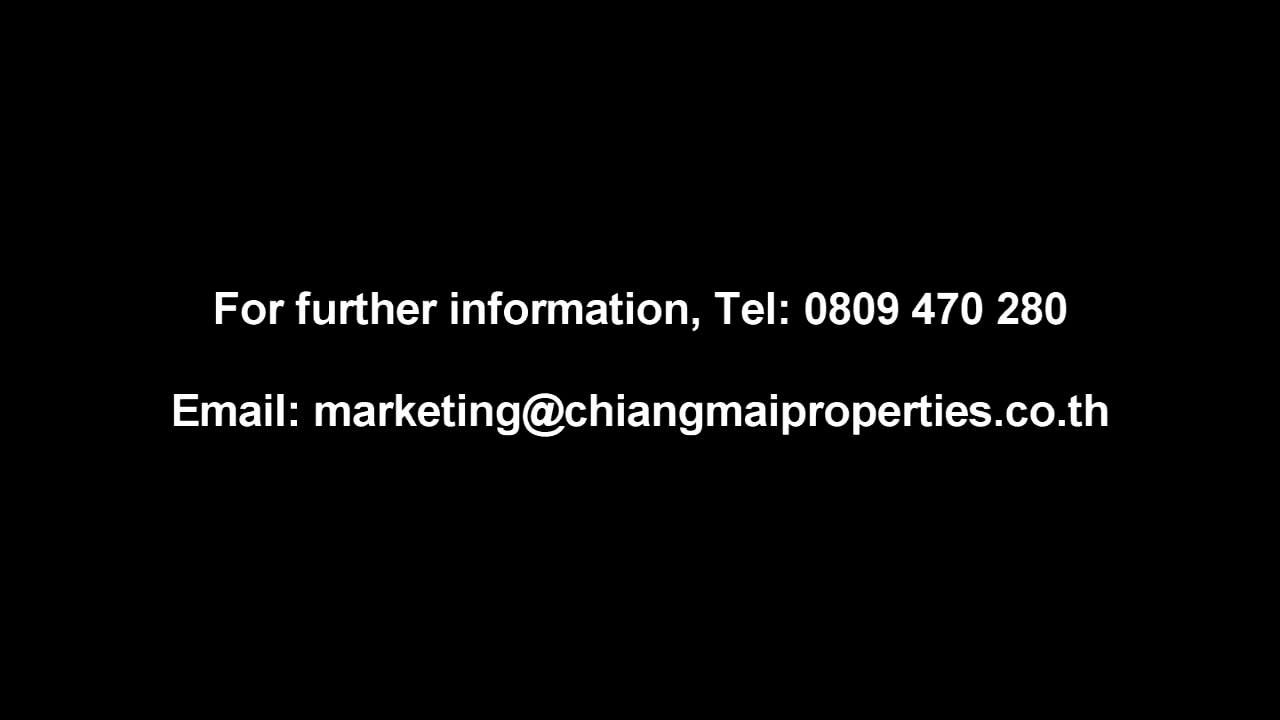 For further information, Tel: 0809 470 280
Email: marketing@chiangmaiproperties.co.th